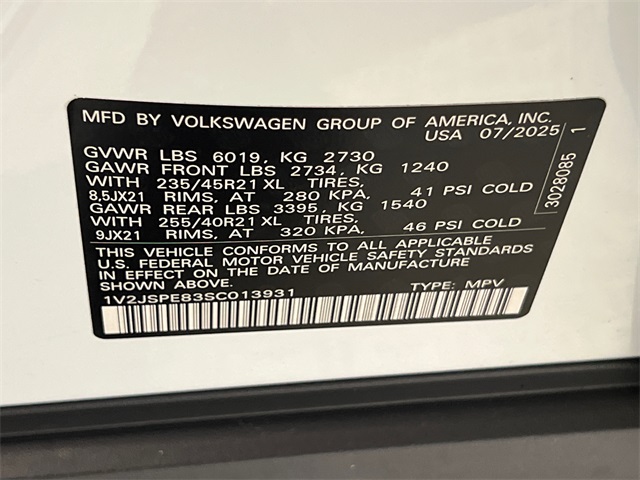 MFD BY VOLKSWAGEN GROUP OF AMERICA, INC.
USA 07/2025
GVWR LBS 6019, KG 2730
GAWR FRONT LBS 2734, KG 1240
WITH 235/45R21 XL TIRES,
8,5JX21 RIMS, AT 280 KPA, 41 PSI COLD
GAWR REAR LBS 3395, KG 1540
WITH 255/40R21 XL TIRES,
9JX21 RIMS, AT 320 KPA, 46 PSI COLD
THIS VEHICLE CONFORMS TO ALL APPLICABLE
U.S. FEDERAL MOTOR VEHICLE SAFETY STANDARDS
IN EFFECT ON THE DATE OF MANUFACTURE
SHOWN ABOVE.
1V2JSPE83SC013931 TYPE: MPV
3028085 1